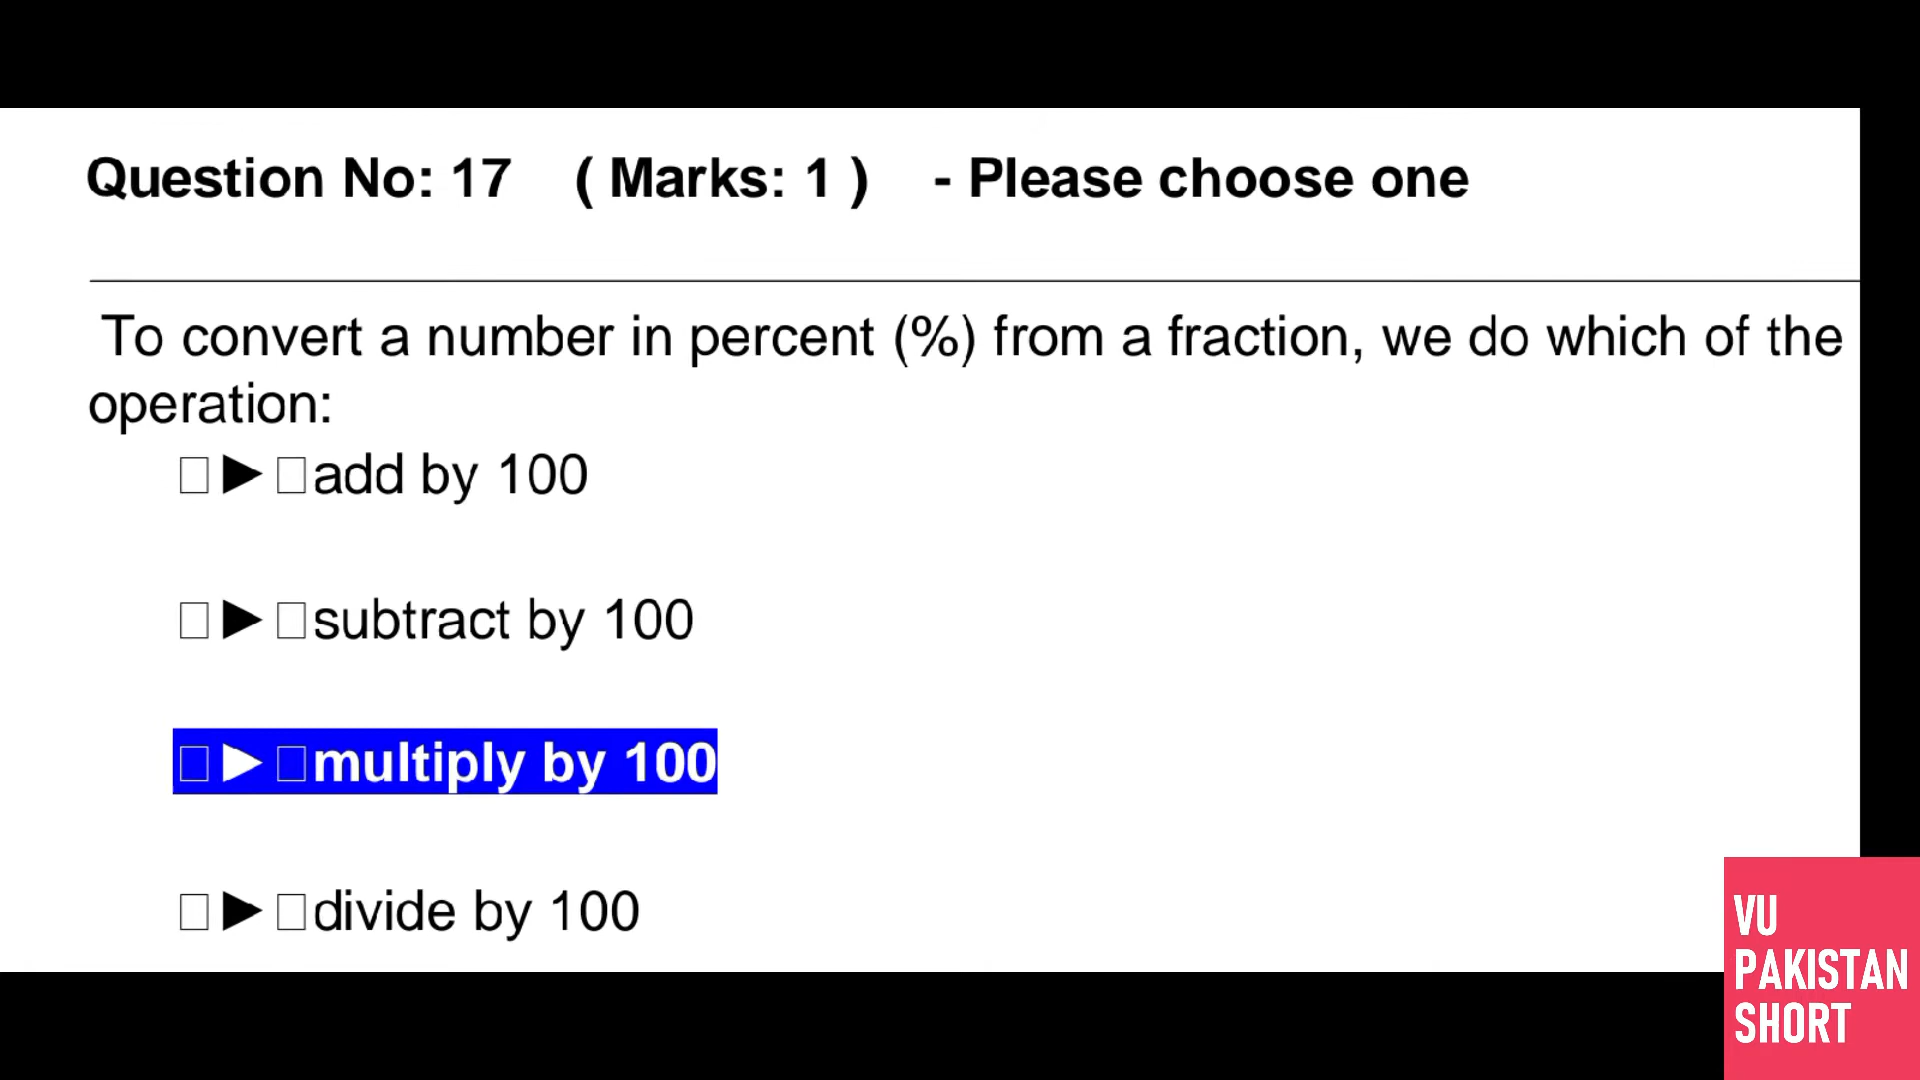 Question No: 17 ( Marks: 1 ) - Please choose one
To convert a number in percent (%) from a fraction, we do which of the
operation:
□►□add by 100
□►□subtract by 100
□►□multiply by 100
□►□divide by 100
VU
PAKISTAN
SHORT